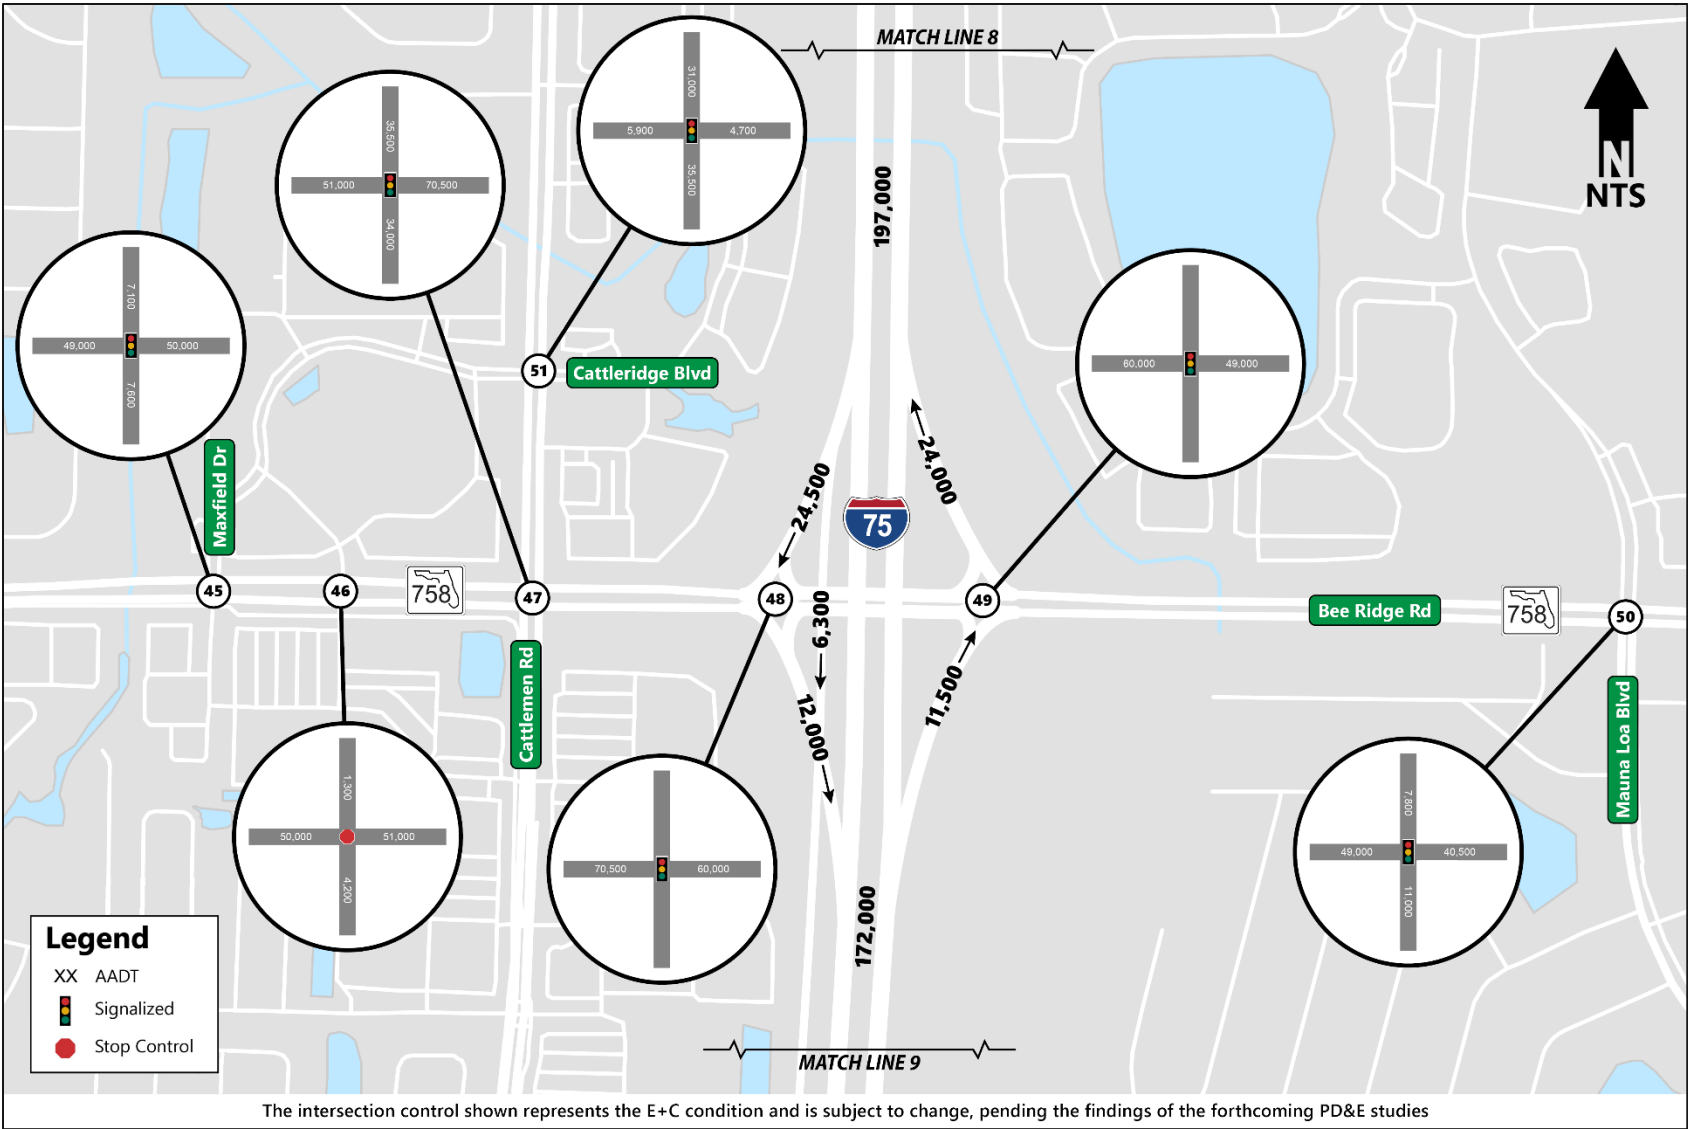 MATCH LINE 8
31,000
5,900
4,700
35,500
35,500
51,000
70,500
34,000
N
NTS
197,000
7,100
49,000
50,000
7,600
60,000
49,000
51
Cattleridge Blvd
Maxfield Dr
24,500
24,000
75
45
46
758
47
48
49
Bee Ridge Rd
758
50
6,300
Cattlemen Rd
12,000
11,500
Mauna Loa Blvd
1,300
50,000
51,000
4,200
70,500
60,000
7,800
49,000
40,500
11,000
172,000
Legend
XX AADT
Signalized
Stop Control
MATCH LINE 9
The intersection control shown represents the E+C condition and is subject to change, pending the findings of the forthcoming PD&E studies